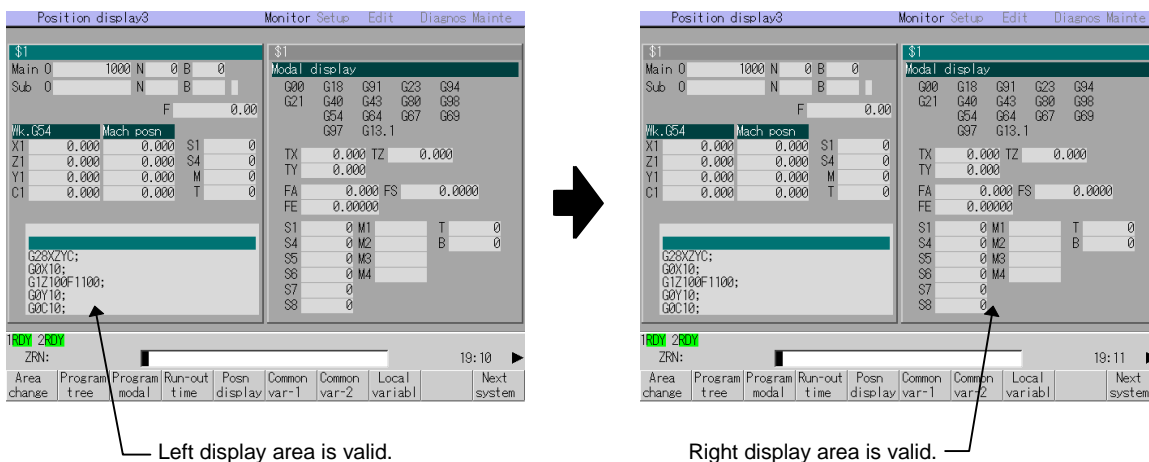 Position display3 Monitor Setup Edit Diagnos Mainte
$1
Main O 1000 N 0 B 0
Sub O N B
F 0.00
Wk.G54 Mach posn
X1 0.000 0.000 S1 0
Z1 0.000 0.000 S4 0
Y1 0.000 0.000 M 0
C1 0.000 0.000 T 0
G28XZYC;
G0X10;
G1Z100F1100;
G0Y10;
G0C10;
$1
Modal display
G00 G18 G91 G23 G94
G21 G40 G43 G80 G98
G54 G64 G67 G69
G97 G13.1
TX 0.000 TZ 0.000
TY 0.000
FA 0.000 FS 0.0000
FE 0.00000
S1 0 M1 T 0
S4 0 M2 B 0
S5 0 M3
S6 0 M4
S7 0
S8 0
1RDY 2RDY
ZRN: 19:10
Area change Program tree Program modal Run-out time Posn display Common var-1 Common var-2 Local variabl Next system
Left display area is valid.
Position display3 Monitor Setup Edit Diagnos Mainte
$1
Main O 1000 N 0 B 0
Sub O N B
F 0.00
Wk.G54 Mach posn
X1 0.000 0.000 S1 0
Z1 0.000 0.000 S4 0
Y1 0.000 0.000 M 0
C1 0.000 0.000 T 0
G28XZYC;
G0X10;
G1Z100F1100;
G0Y10;
G0C10;
$1
Modal display
G00 G18 G91 G23 G94
G21 G40 G43 G80 G98
G54 G64 G67 G69
G97 G13.1
TX 0.000 TZ 0.000
TY 0.000
FA 0.000 FS 0.0000
FE 0.00000
S1 0 M1 T 0
S4 0 M2 B 0
S5 0 M3
S6 0 M4
S7 0
S8 0
1RDY 2RDY
ZRN: 19:11
Area change Program tree Program modal Run-out time Posn display Common var-1 Common var-2 Local variabl Next system
Right display area is valid.